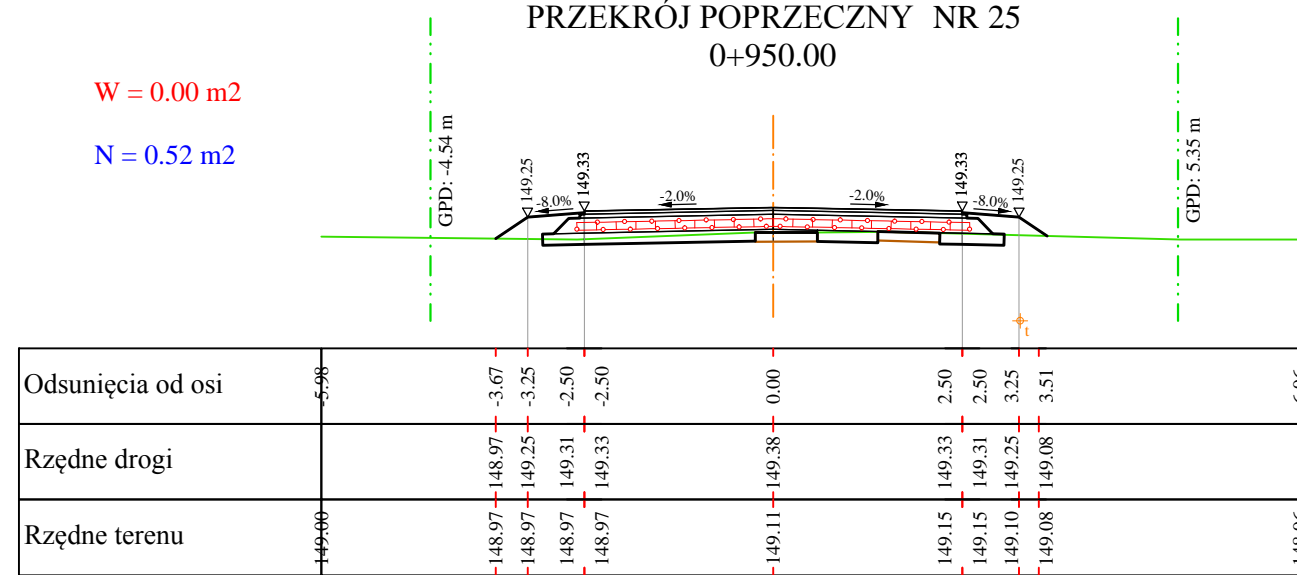 PRZEKRÓJ POPRZECZNY NR 25
0+950.00
W = 0.00 m2
N = 0.52 m2
GPD: -4.54 m
149.25
149.33
149.33
149.25
GPD: 5.35 m
-8.0%
-2.0%
-2.0%
-8.0%
t
Odsunięcia od osi
-5.98 -3.67 -3.25 -2.50 -2.50 0.00 2.50 2.50 3.25 3.51
Rzędne drogi
148.97 149.25 149.31 149.33 149.38 149.33 149.31 149.25 149.08
Rzędne terenu
149.00 148.97 148.97 148.97 148.97 149.11 149.15 149.15 149.10 149.08